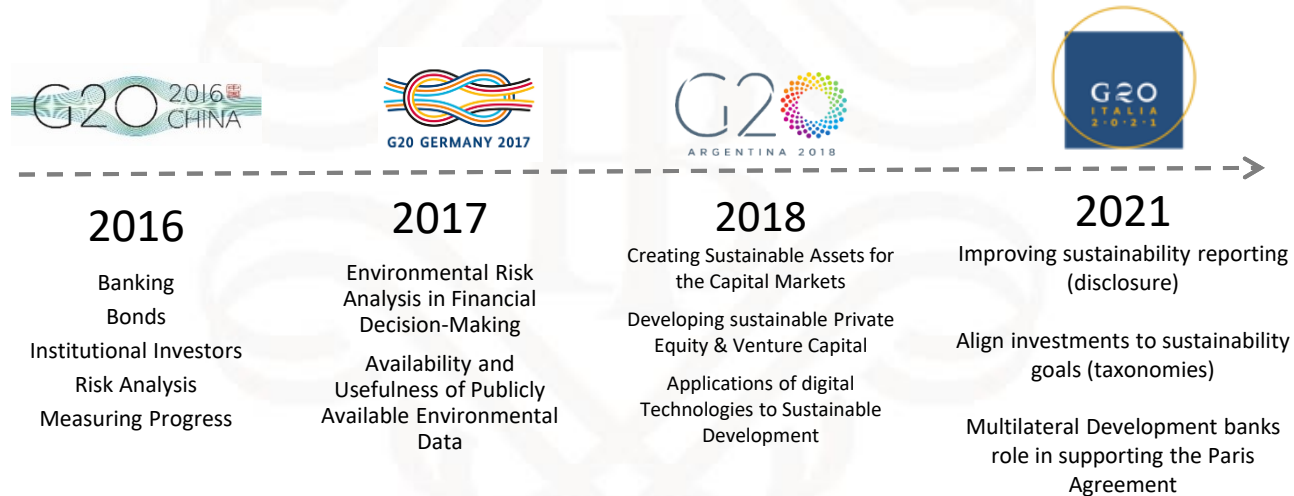 G20 2016
CHINA
G20 GERMANY 2017
G20
ARGENTINA 2018
G20
ITALIA
2·0·2·1
2016
Banking
Bonds
Institutional Investors
Risk Analysis
Measuring Progress
2017
Environmental Risk
Analysis in Financial
Decision-Making
Availability and
Usefulness of Publicly
Available Environmental
Data
2018
Creating Sustainable Assets for
the Capital Markets
Developing sustainable Private
Equity & Venture Capital
Applications of digital
Technologies to Sustainable
Development
2021
Improving sustainability reporting
(disclosure)
Align investments to sustainability
goals (taxonomies)
Multilateral Development banks
role in supporting the Paris
Agreement